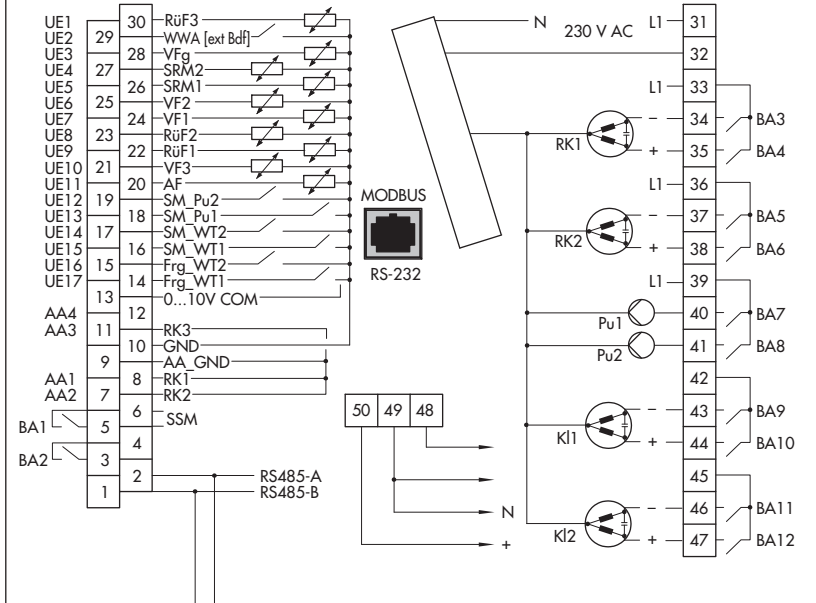 UE1 30 RüF3
UE2 29 WWA [ext Bdf]
UE3 28 VFg
UE4 27 SRM2
UE5 26 SRM1
UE6 25 VF2
UE7 24 VF1
UE8 23 RüF2
UE9 22 RüF1
UE10 21 VF3
UE11 20 AF
UE12 19 SM_Pu2
UE13 18 SM_Pu1
UE14 17 SM_WT2
UE15 16 SM_WT1
UE16 15 Frg_WT2
UE17 14 Frg_WT1
13 0...10V COM
AA4 12
AA3 11 RK3
10 GND
9 AA_GND
AA1 8 RK1
AA2 7 RK2
6 SSM
BA1 5
4
BA2 3
2 RS485-A
1 RS485-B
MODBUS
RS-232
50 49 48
N
+
N 230 V AC L1 31
32
L1 33
RK1 − 34 BA3
+ 35 BA4
L1 36
RK2 − 37 BA5
+ 38 BA6
L1 39
Pu1 40 BA7
Pu2 41 BA8
42
Kl1 − 43 BA9
+ 44 BA10
45
Kl2 − 46 BA11
+ 47 BA12